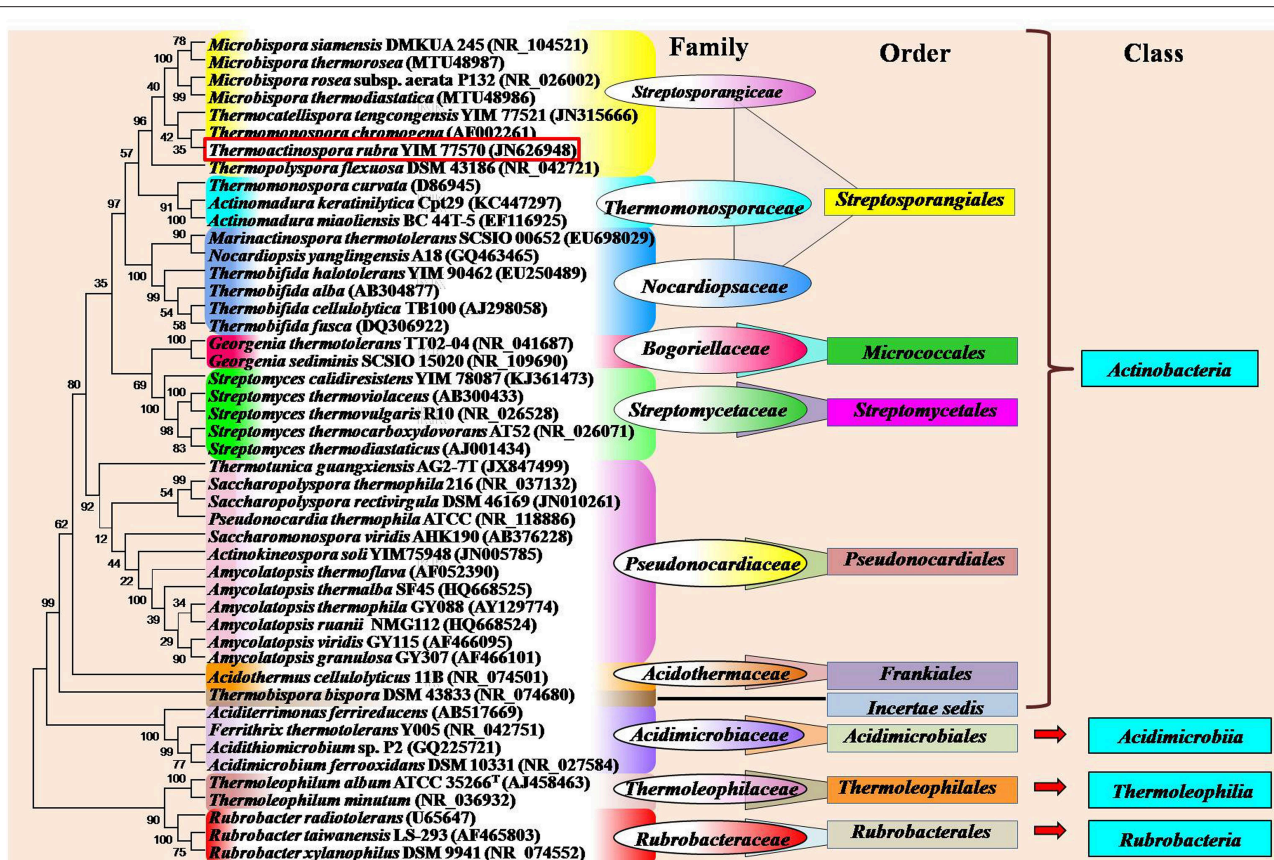 Family
Order
Class
Microbispora siamensis DMKUA 245 (NR_104521)
Microbispora thermorosea (MTU48987)
Microbispora rosea subsp. aerata P132 (NR_026002)
Microbispora thermodiastatica (MTU48986)
Thermocatellispora tengcongensis YIM 77521 (JN315666)
Thermomonospora chromogena (AF002261)
Thermoactinospora rubra YIM 77570 (JN626948)
Thermopolyspora flexuosa DSM 43186 (NR_042721)
Thermomonospora curvata (D86945)
Actinomadura keratinilytica Cpt29 (KC447297)
Actinomadura miaoliensis BC 44T-5 (EF116925)
Marinactinospora thermotolerans SCSIO 00652 (EU698029)
Nocardiopsis yanglingensis A18 (GQ463465)
Thermobifida halotolerans YIM 90462 (EU250489)
Thermobifida alba (AB304877)
Thermobifida cellulolytica TB100 (AJ298058)
Thermobifida fusca (DQ306922)
Georgenia thermotolerans TT02-04 (NR_041687)
Georgenia sediminis SCSIO 15020 (NR_109690)
Streptomyces calidiresistens YIM 78087 (KJ361473)
Streptomyces thermoviolaceus (AB300433)
Streptomyces thermovulgaris R10 (NR_026528)
Streptomyces thermocarboxydovorans AT52 (NR_026071)
Streptomyces thermodiastaticus (AJ001434)
Thermotunica guangxiensis AG2-7T (JX847499)
Saccharopolyspora thermophila 216 (NR_037132)
Saccharopolyspora rectivirgula DSM 46169 (JN010261)
Pseudonocardia thermophila ATCC (NR_118886)
Saccharomonospora viridis AHK190 (AB376228)
Actinokineospora soli YIM75948 (JN005785)
Amycolatopsis thermoflava (AF052390)
Amycolatopsis thermalba SF45 (HQ668525)
Amycolatopsis thermophila GY088 (AY129774)
Amycolatopsis ruanii NMG112 (HQ668524)
Amycolatopsis viridis GY115 (AF466095)
Amycolatopsis granulosa GY307 (AF466101)
Acidothermus cellulolyticus 11B (NR_074501)
Thermobispora bispora DSM 43833 (NR_074680)
Aciditerrimonas ferrireducens (AB517669)
Ferrithrix thermotolerans Y005 (NR_042751)
Acidithiomicrobium sp. P2 (GQ225721)
Acidimicrobium ferrooxidans DSM 10331 (NR_027584)
Thermoleophilum album ATCC 35266T (AJ458463)
Thermoleophilum minutum (NR_036932)
Rubrobacter radiotolerans (U65647)
Rubrobacter taiwanensis LS-293 (AF465803)
Rubrobacter xylanophilus DSM 9941 (NR_074552)
78
100
40
99
96
42
35
57
97
91
100
90
100
35
99
54
58
100
69
80
100
100
98
83
99
54
92
62
12
44
22
100
34
39
29
90
99
100
99
77
100
90
100
75
Streptosporangiceae
Thermomonosporaceae
Nocardiopsaceae
Bogoriellaceae
Streptomycetaceae
Pseudonocardiaceae
Acidothermaceae
Acidimicrobiaceae
Thermoleophilaceae
Rubrobacteraceae
Streptosporangiales
Micrococcales
Streptomycetales
Pseudonocardiales
Frankiales
Incertae sedis
Acidimicrobiales
Thermoleophilales
Rubrobacterales
Actinobacteria
Acidimicrobiia
Thermoleophilia
Rubrobacteria